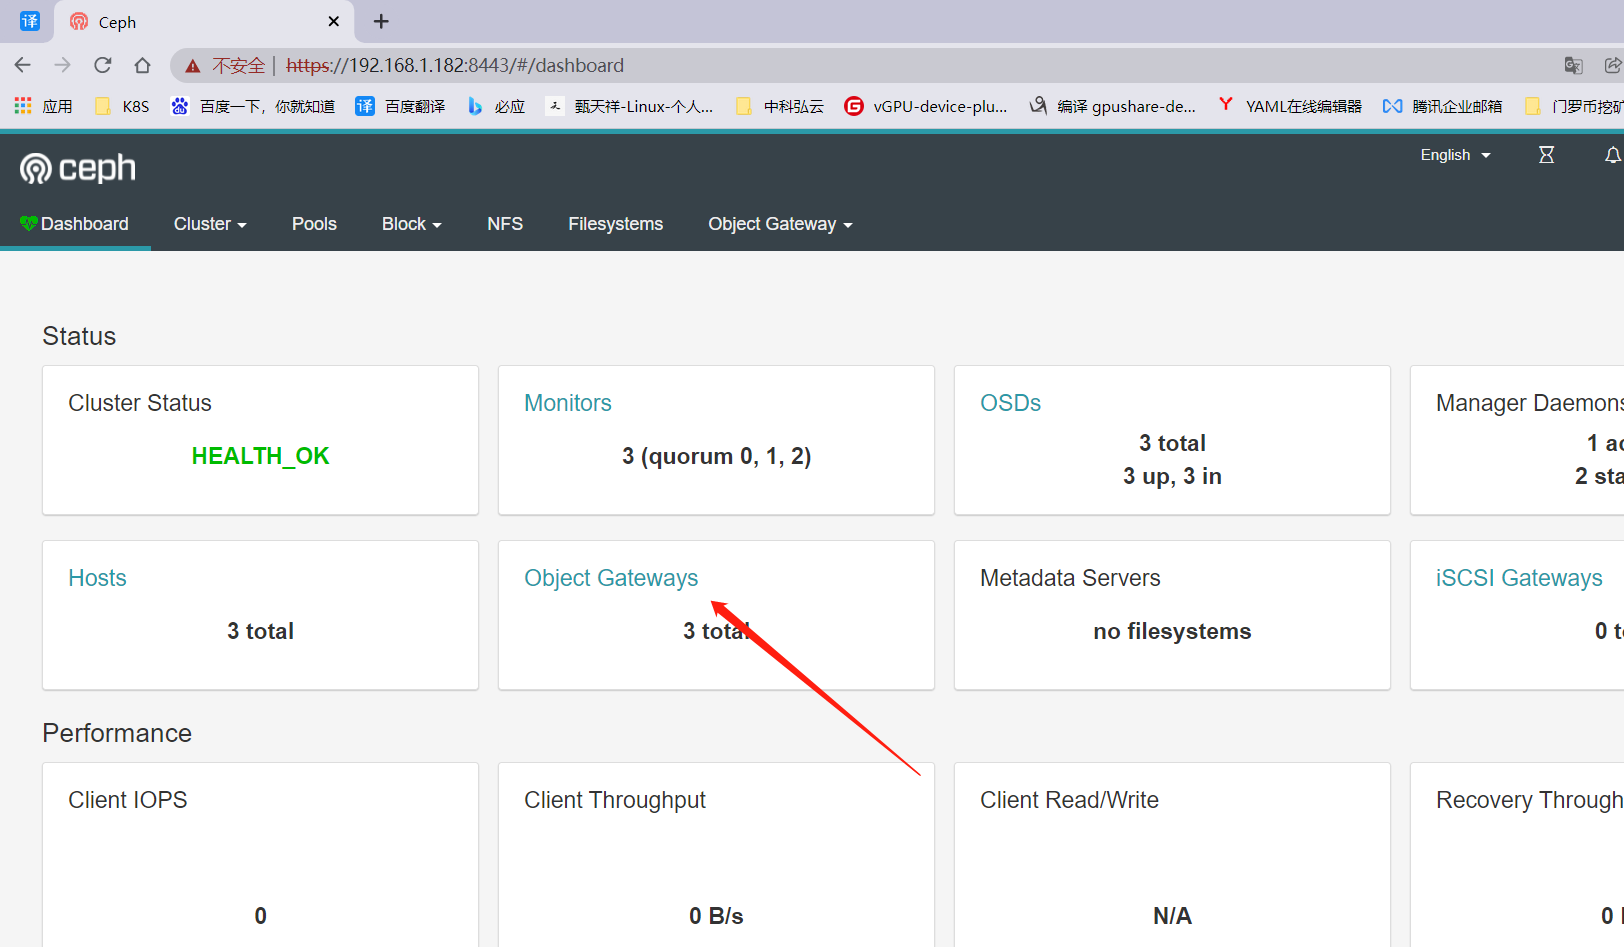 译 Ceph
不安全 https://192.168.1.182:8443/#/dashboard
应用 K8S 百度一下，你就知道 译 百度翻译 必应 甄天祥-Linux-个人... 中科弘云 vGPU-device-plu... 编译 gpushare-de... YAML在线编辑器 腾讯企业邮箱 门罗币挖矿
ceph
English
Dashboard Cluster Pools Block NFS Filesystems Object Gateway
Status
Cluster Status
HEALTH_OK
Monitors
3 (quorum 0, 1, 2)
OSDs
3 total
3 up, 3 in
Manager Daemons
1 ac
2 sta
Hosts
3 total
Object Gateways
3 total
Metadata Servers
no filesystems
iSCSI Gateways
0 t
Performance
Client IOPS
0
Client Throughput
0 B/s
Client Read/Write
N/A
Recovery Through
0